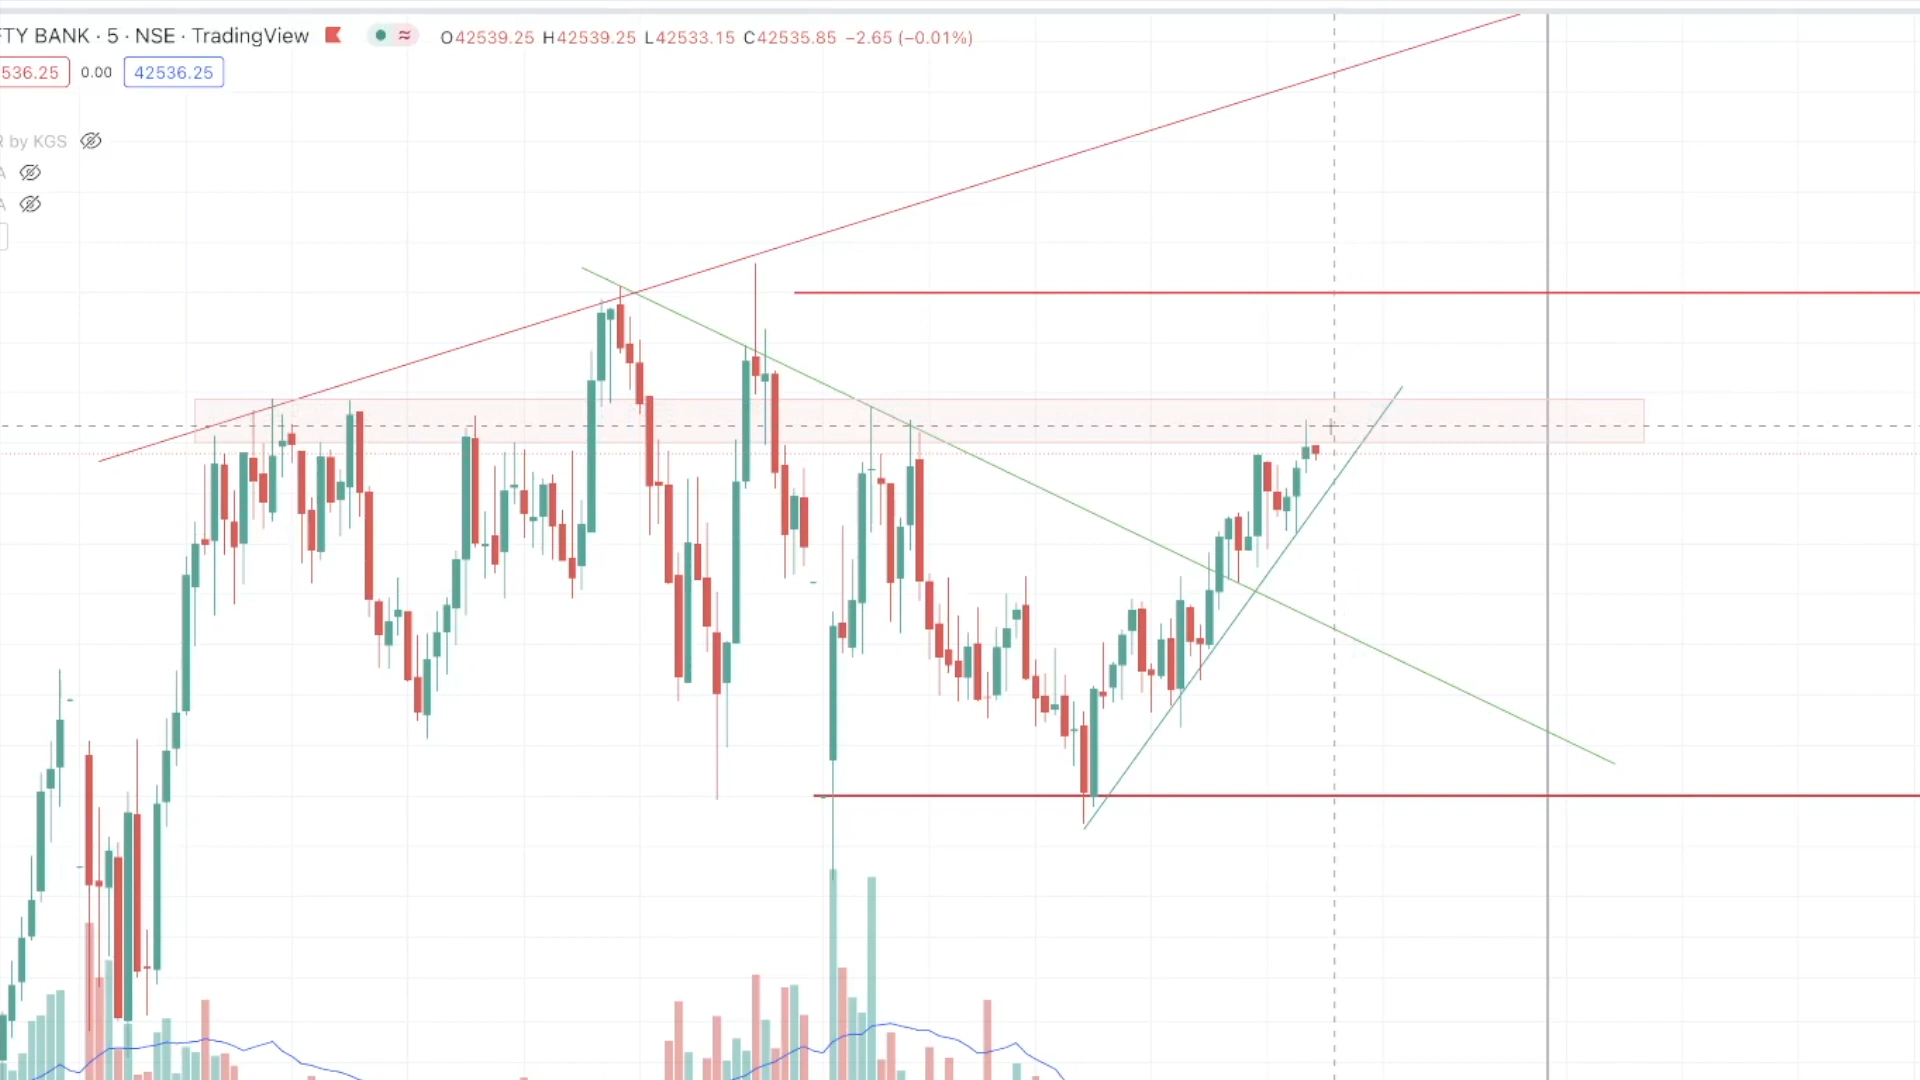 FTY BANK · 5 · NSE · TradingView O42539.25 H42539.25 L42533.15 C42535.85 −2.65 (−0.01%)
536.25 0.00 42536.25
R by KGS
A
A